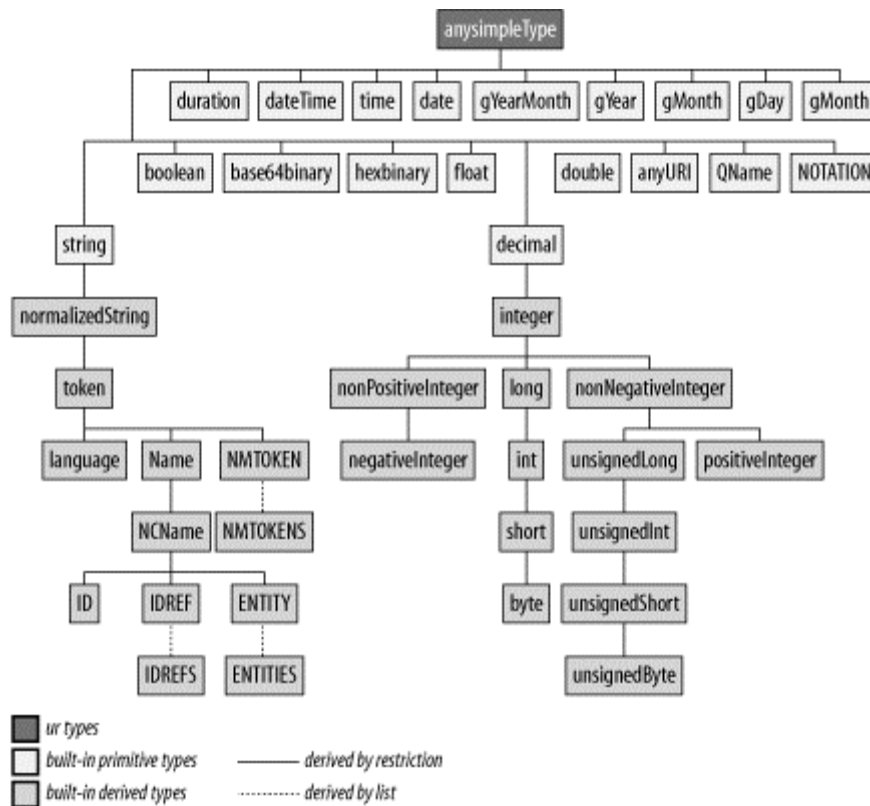 anysimpleType
duration dateTime time date gYearMonth gYear gMonth gDay gMonth
boolean base64binary hexbinary float double anyURI QName NOTATION
string decimal
normalizedString integer
token nonPositiveInteger long nonNegativeInteger
language Name NMTOKEN negativeInteger int unsignedLong positiveInteger
NCName NMTOKENS short unsignedInt
ID IDREF ENTITY byte unsignedShort
IDREFS ENTITIES unsignedByte
ur types
built-in primitive types derived by restriction
built-in derived types derived by list